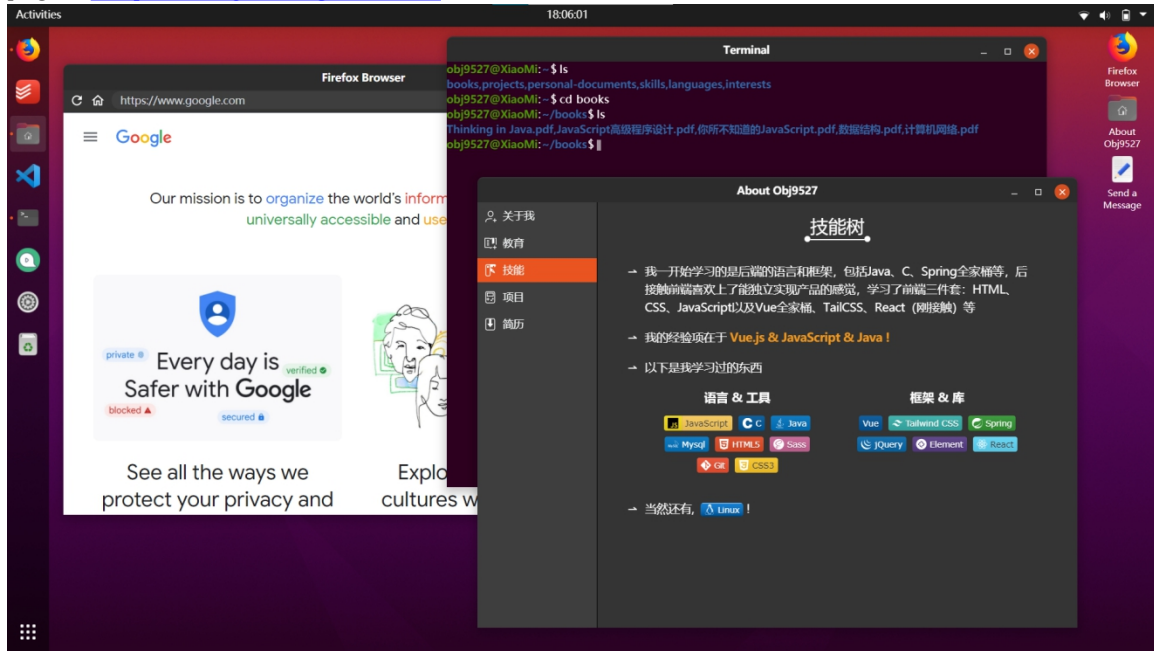 Activities
18:06:01
Firefox Browser
https://www.google.com
Google
Our mission is to organize the world's inform
universally accessible and use
private
Every day is
verified
Safer with Google
blocked
secured
See all the ways we
protect your privacy and
Explo
cultures w
Terminal
obj9527@XiaoMi:~$ ls
books,projects,personal-documents,skills,languages,interests
obj9527@XiaoMi:~$ cd books
obj9527@XiaoMi:~/books$ ls
Thinking in Java.pdf,JavaScript高级程序设计.pdf,你所不知道的JavaScript.pdf,数据结构.pdf,计算机网络.pdf
obj9527@XiaoMi:~/books$
About Obj9527
关于我
教育
技能
项目
简历
技能树
我一开始学习的是后端的语言和框架，包括Java、C、Spring全家桶等，后
接触前端喜欢上了能独立实现产品的感觉，学习了前端三件套：HTML、
CSS、JavaScript以及Vue全家桶、TailCSS、React（刚接触）等
我的经验项在于 Vue.js & JavaScript & Java !
以下是我学习过的东西
语言 & 工具
JavaScript C Java
Mysql HTML5 Sass
Git CSS3
框架 & 库
Vue Tailwind CSS Spring
jQuery Element React
当然还有, Linux !
Firefox
Browser
About
Obj9527
Send a
Message